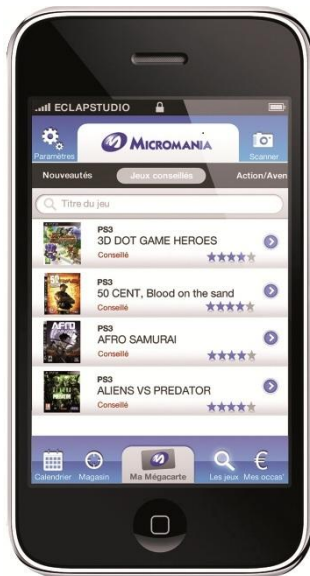 ECLAPSTUDIO
Paramètres
MICROMANIA
Scanner
Nouveautés
Jeux conseillés
Action/Aven
Titre du jeu
PS3
3D DOT GAME HEROES
Conseillé
PS3
50 CENT, Blood on the sand
Conseillé
AFRO
PS3
AFRO SAMURAI
Conseillé
PS3
ALIENS VS PREDATOR
Conseillé
Calendrier
Magasin
Ma Mégacarte
Les jeux
Mes occas'